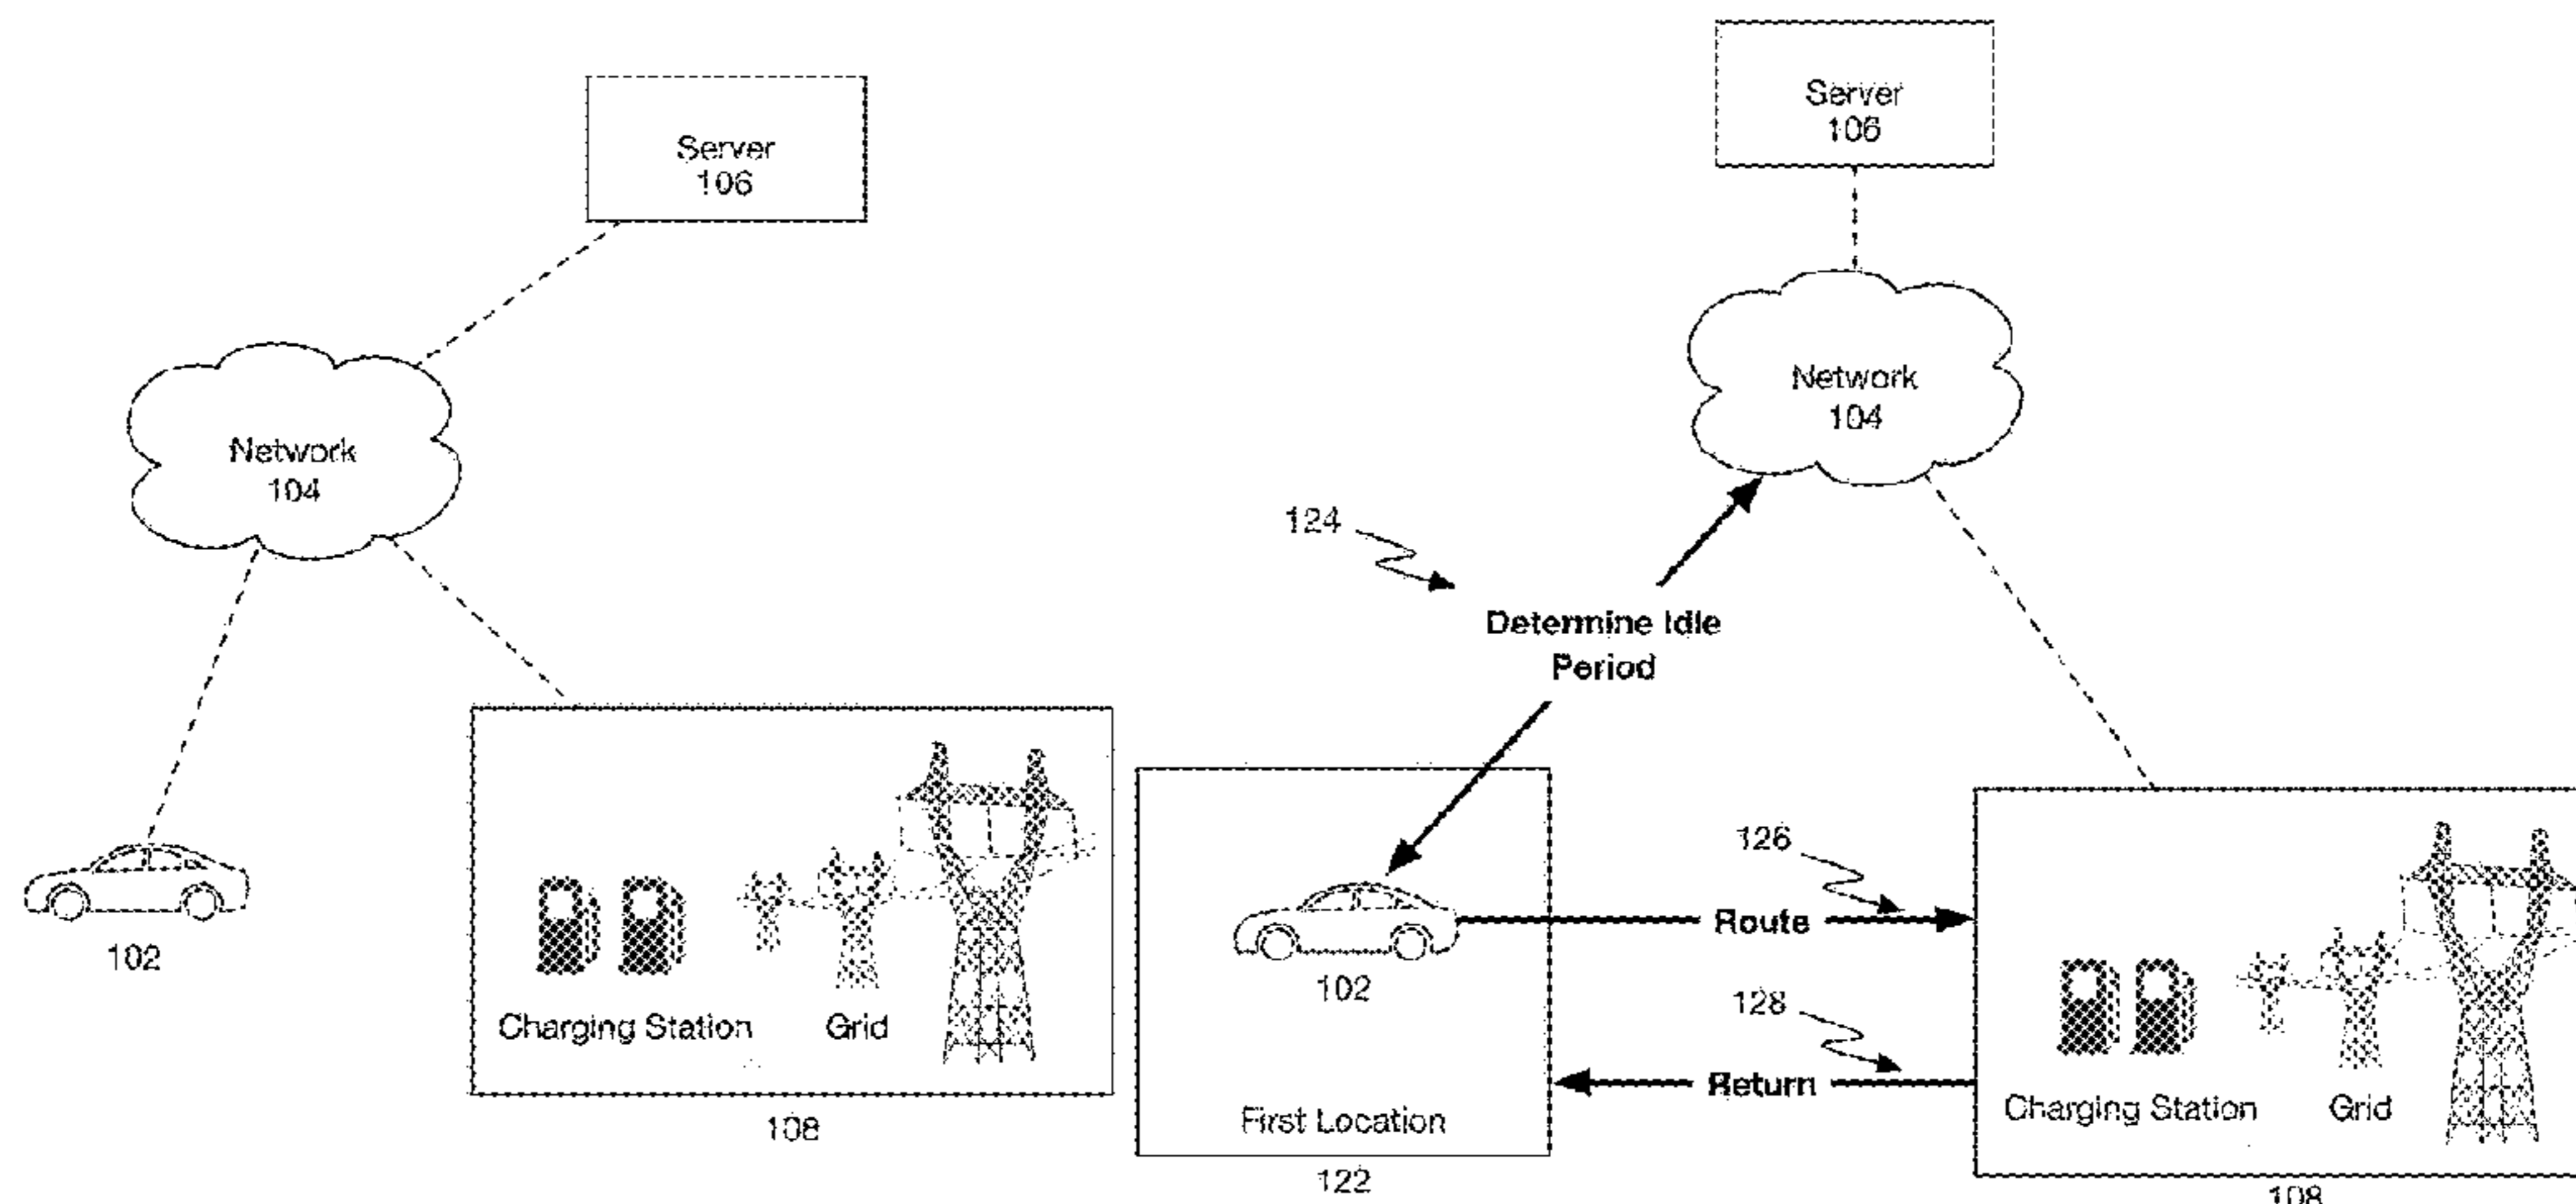 Server
106
Network
104
102
Charging Station Grid
108
Server
106
Network
104
124
Determine Idle
Period
126
Route
102
128
Return
First Location
122
Charging Station Grid
108